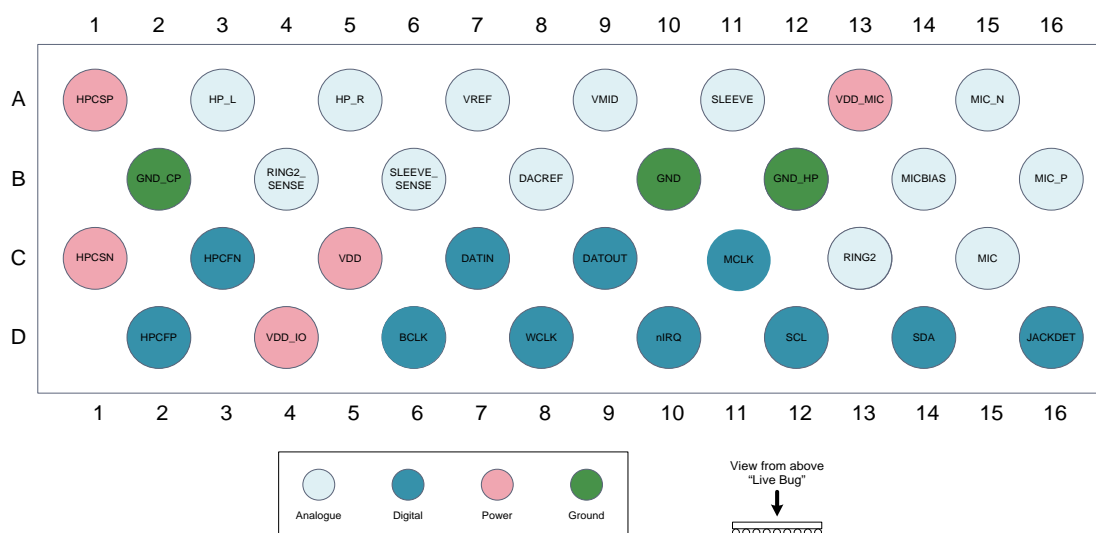 1 2 3 4 5 6 7 8 9 10 11 12 13 14 15 16
A HPCSP HP_L HP_R VREF VMID SLEEVE VDD_MIC MIC_N
B GND_CP RING2_ SENSE SLEEVE_ SENSE DACREF GND GND_HP MICBIAS MIC_P
C HPCSN HPCFN VDD DATIN DATOUT MCLK RING2 MIC
D HPCFP VDD_IO BCLK WCLK nIRQ SCL SDA JACKDET
1 2 3 4 5 6 7 8 9 10 11 12 13 14 15 16
View from above
“Live Bug”
Analogue Digital Power Ground